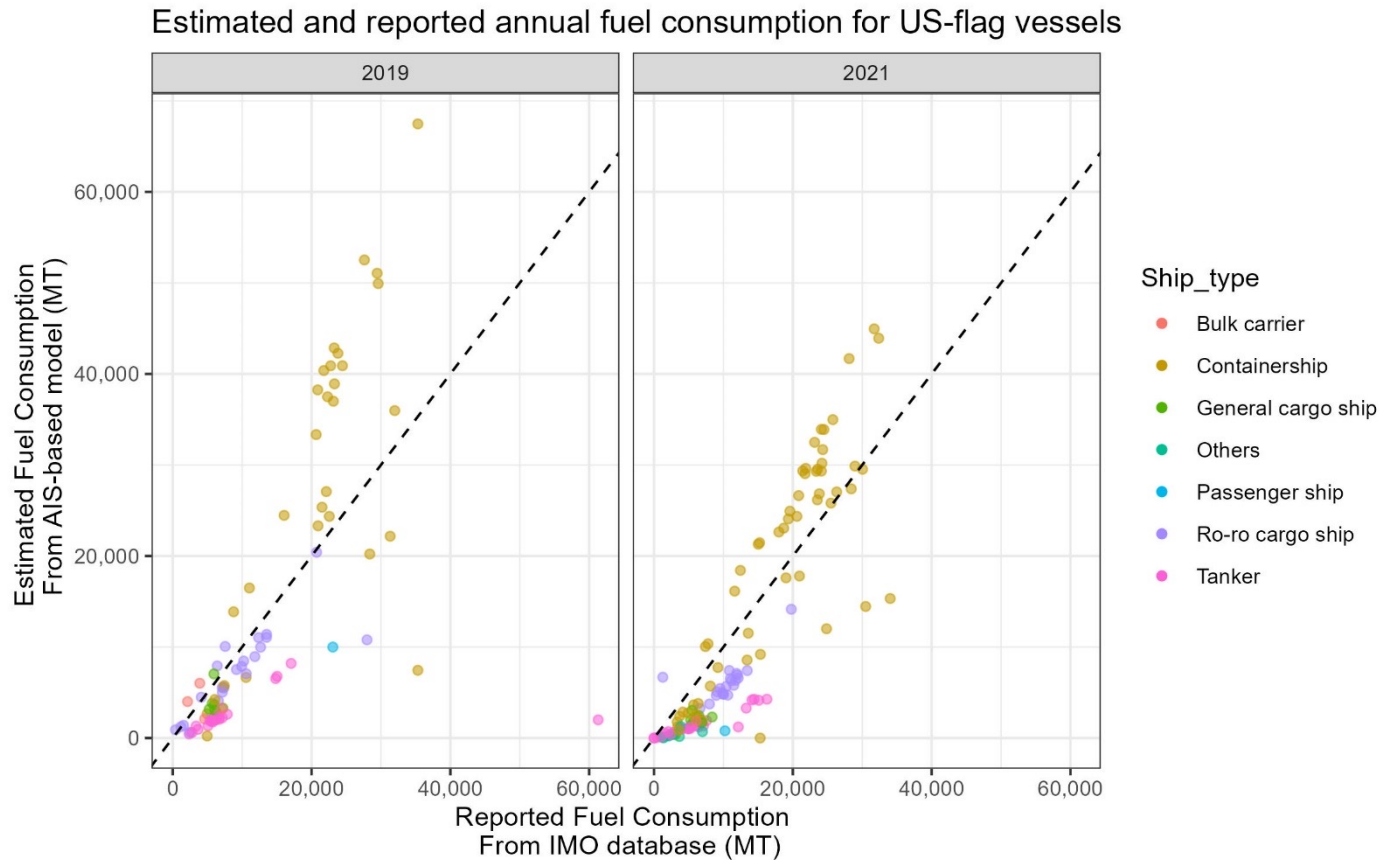 Estimated and reported annual fuel consumption for US-flag vessels
2019
2021
Estimated Fuel Consumption
From AIS-based model (MT)
60,000
40,000
20,000
0
0
20,000
40,000
60,000
0
20,000
40,000
60,000
Reported Fuel Consumption
From IMO database (MT)
Ship_type
Bulk carrier
Containership
General cargo ship
Others
Passenger ship
Ro-ro cargo ship
Tanker